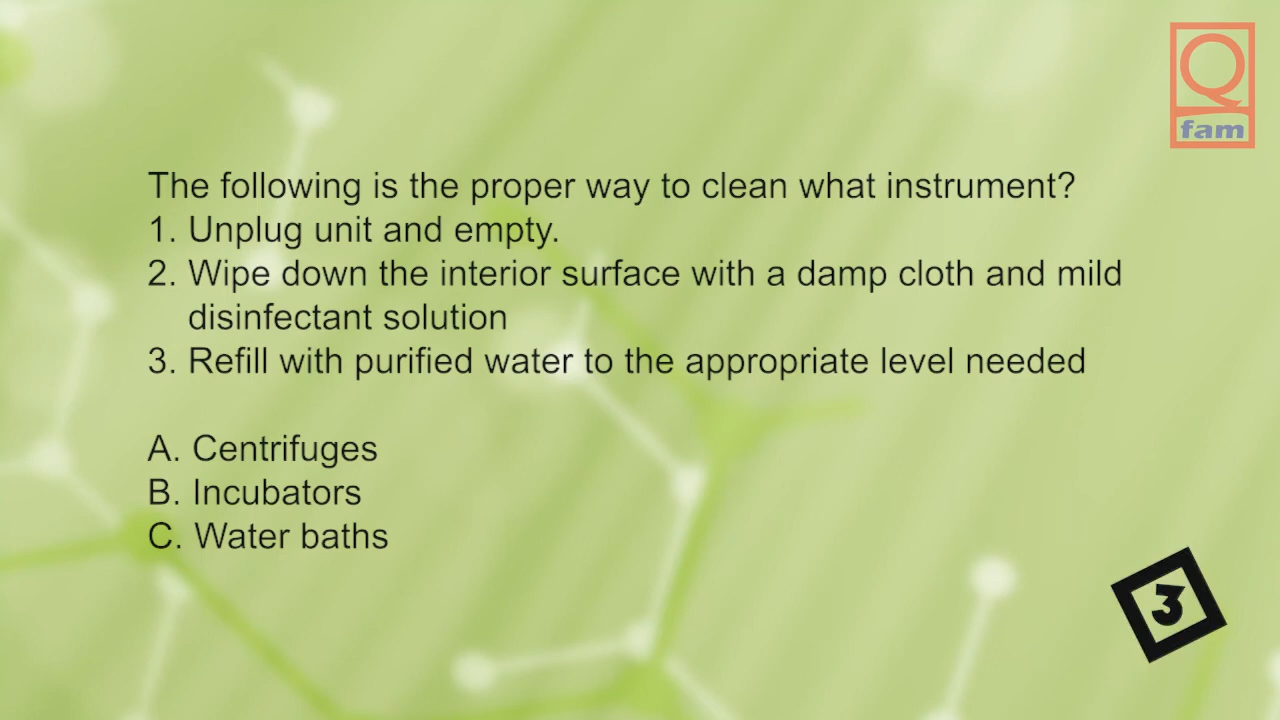 Q
fam
The following is the proper way to clean what instrument?
1. Unplug unit and empty.
2. Wipe down the interior surface with a damp cloth and mild
disinfectant solution
3. Refill with purified water to the appropriate level needed
A. Centrifuges
B. Incubators
C. Water baths
3